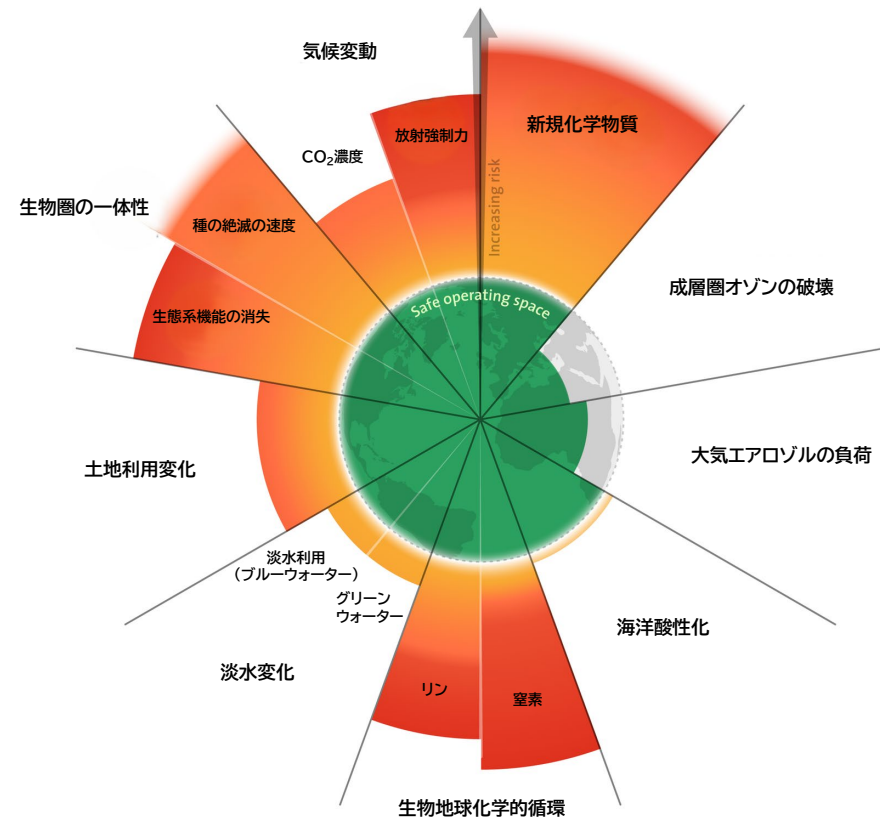 気候変動
放射強制力
CO₂濃度
新規化学物質
Increasing risk
生物圏の一体性
種の絶滅の速度
生態系機能の消失
Safe operating space
成層圏オゾンの破壊
大気エアロゾルの負荷
土地利用変化
淡水利用
（ブルーウォーター）
グリーン
ウォーター
淡水変化
海洋酸性化
リン
窒素
生物地球化学的循環